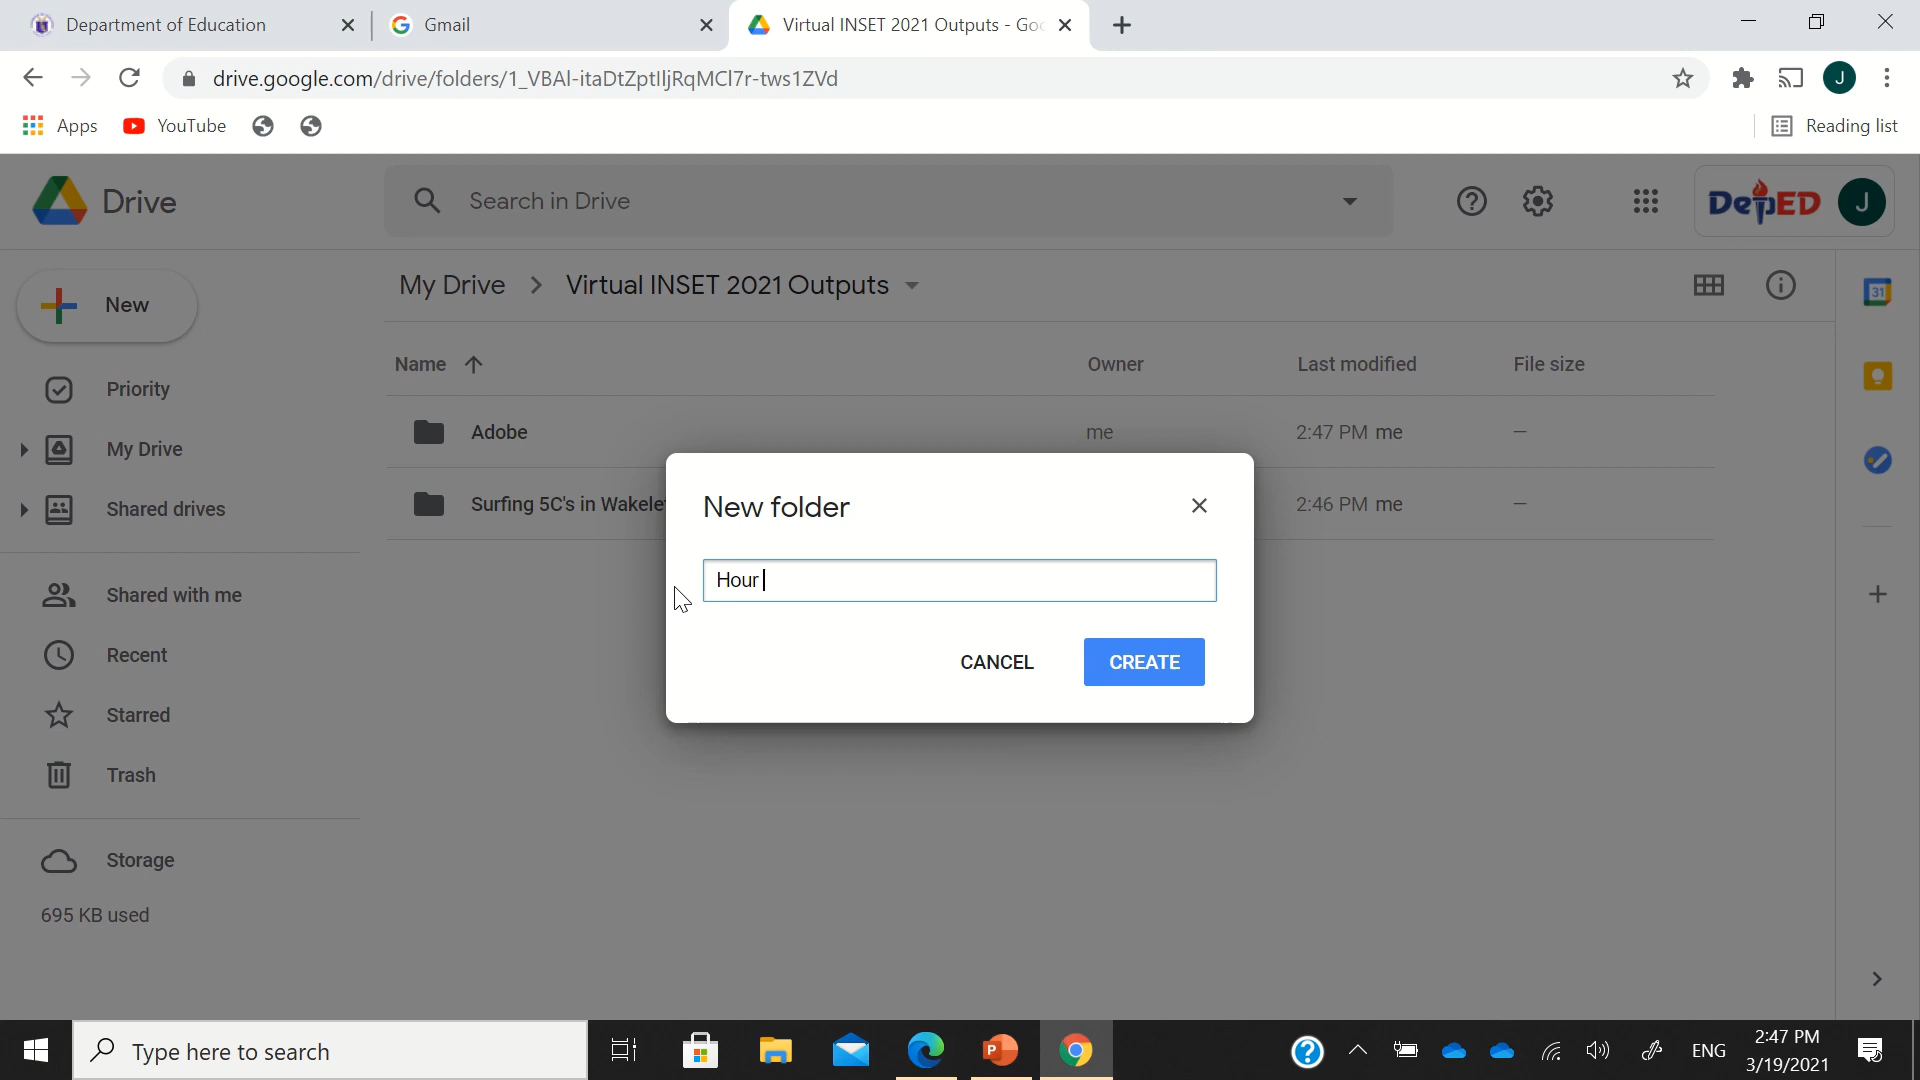 Department of Education
Gmail
Virtual INSET 2021 Outputs - Goo
drive.google.com/drive/folders/1_VBAl-itaDtZptIljRqMCl7r-tws1ZVd
J
Apps
YouTube
Reading list
Drive
Search in Drive
DepED
J
New
My Drive
Virtual INSET 2021 Outputs
31
Name
Owner
Last modified
File size
Priority
Adobe
me
2:47 PM me
—
My Drive
Surfing 5C's in Wakelet
2:46 PM me
—
Shared drives
New folder
Hour
Shared with me
CANCEL
CREATE
Recent
Starred
Trash
Storage
695 KB used
Type here to search
P
ENG
2:47 PM
3/19/2021